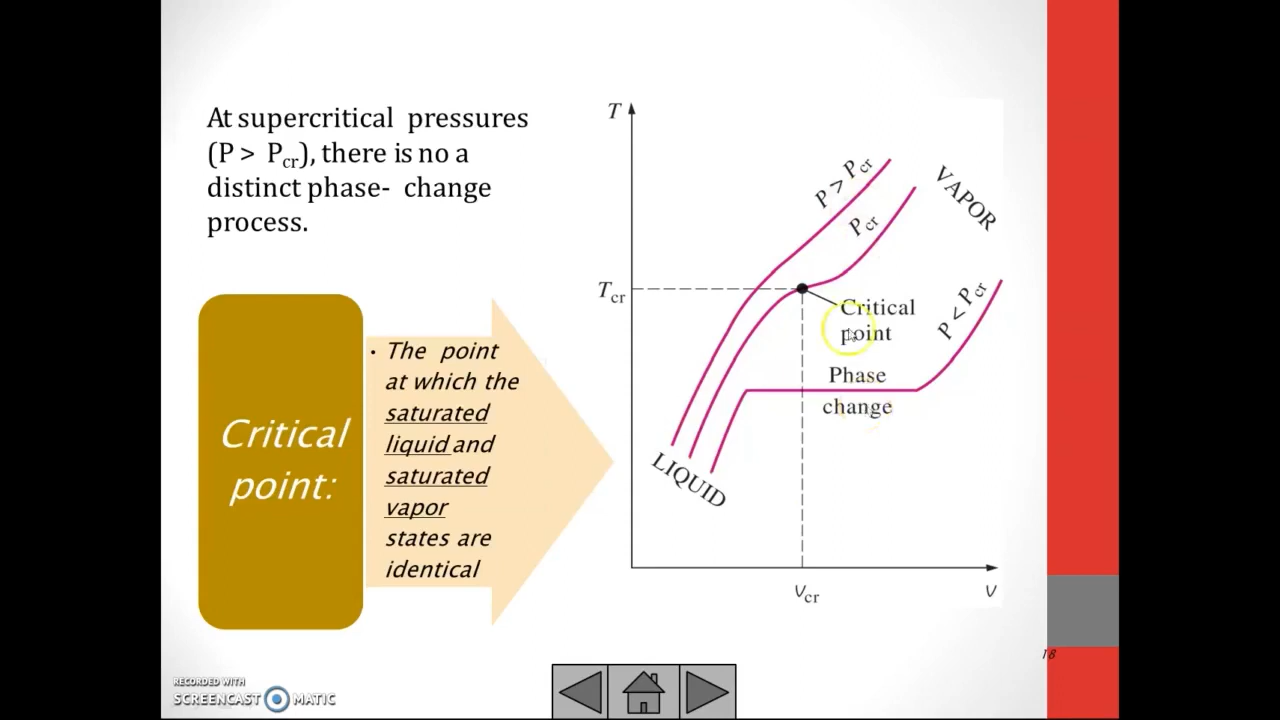 At supercritical pressures
(P > Pcr), there is no a
distinct phase- change
process.
Critical
point:
• The point
at which the
saturated
liquid and
saturated
vapor
states are
identical
T
P > Pcr
VAPOR
Pcr
Tcr
Critical
point
P < Pcr
Phase
change
LIQUID
vcr
v
18
RECORDED WITH
SCREENCAST MATIC